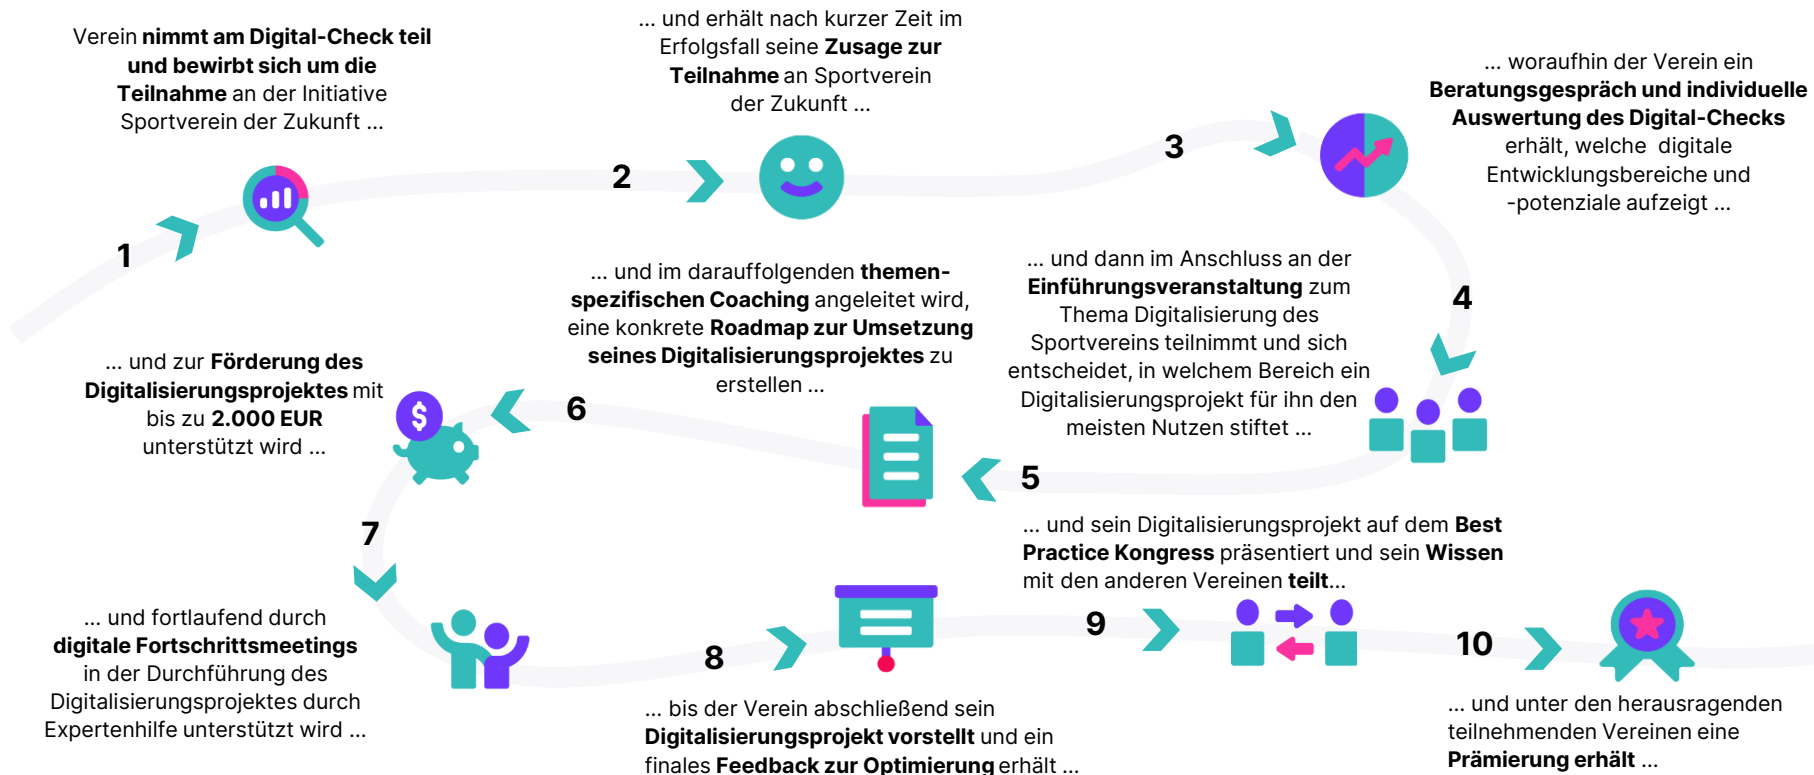 Verein nimmt am Digital-Check teil
und bewirbt sich um die
Teilnahme an der Initiative
Sportverein der Zukunft ...
1
... und erhält nach kurzer Zeit im
Erfolgsfall seine Zusage zur
Teilnahme an Sportverein
der Zukunft ...
2
... woraufhin der Verein ein
Beratungsgespräch und individuelle
Auswertung des Digital-Checks
erhält, welche digitale
Entwicklungsbereiche und
-potenziale aufzeigt ...
3
... und dann im Anschluss an der
Einführungsveranstaltung zum
Thema Digitalisierung des
Sportvereins teilnimmt und sich
entscheidet, in welchem Bereich ein
Digitalisierungsprojekt für ihn den
meisten Nutzen stiftet ...
4
... und im darauffolgenden themen-
spezifischen Coaching angeleitet wird,
eine konkrete Roadmap zur Umsetzung
seines Digitalisierungsprojektes zu
erstellen ...
5
... und zur Förderung des
Digitalisierungsprojektes mit
bis zu 2.000 EUR
unterstützt wird ...
$
6
... und fortlaufend durch
digitale Fortschrittsmeetings
in der Durchführung des
Digitalisierungsprojektes durch
Expertenhilfe unterstützt wird ...
7
... bis der Verein abschließend sein
Digitalisierungsprojekt vorstellt und ein
finales Feedback zur Optimierung erhält ...
8
... und sein Digitalisierungsprojekt auf dem Best
Practice Kongress präsentiert und sein Wissen
mit den anderen Vereinen teilt...
9
... und unter den herausragenden
teilnehmenden Vereinen eine
Prämierung erhält ...
10